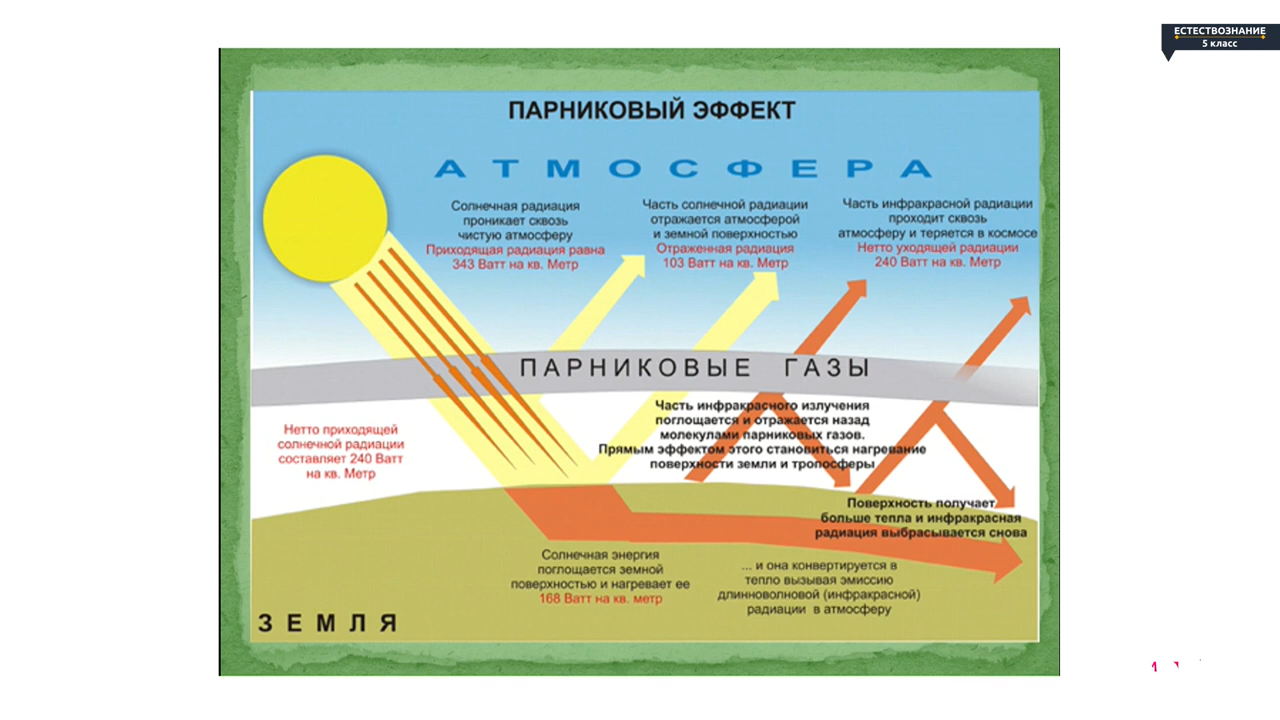 ЕСТЕСТВОЗНАНИЕ
5 класс
ПАРНИКОВЫЙ ЭФФЕКТ
АТМОСФЕРА
Солнечная радиация
проникает сквозь
чистую атмосферу
Приходящая радиация равна
343 Ватт на кв. Метр
Часть солнечной радиации
отражается атмосферой
и земной поверхностью
Отраженная радиация
103 Ватт на кв. Метр
Часть инфракрасной радиации
проходит сквозь
атмосферу и теряется в космосе
Нетто уходящей радиации
240 Ватт на кв. Метр
ПАРНИКОВЫЕ ГАЗЫ
Часть инфракрасного излучения
поглощается и отражается назад
молекулами парниковых газов.
Прямым эффектом этого становиться нагревание
поверхности земли и тропосферы
Нетто приходящей
солнечной радиации
составляет 240 Ватт
на кв. Метр
Поверхность получает
больше тепла и инфракрасная
радиация выбрасывается снова
Солнечная энергия
поглощается земной
поверхностью и нагревает ее
168 Ватт на кв. метр
... и она конвертируется в
тепло вызывая эмиссию
длинноволновой (инфракрасной)
радиации в атмосферу
ЗЕМЛЯ